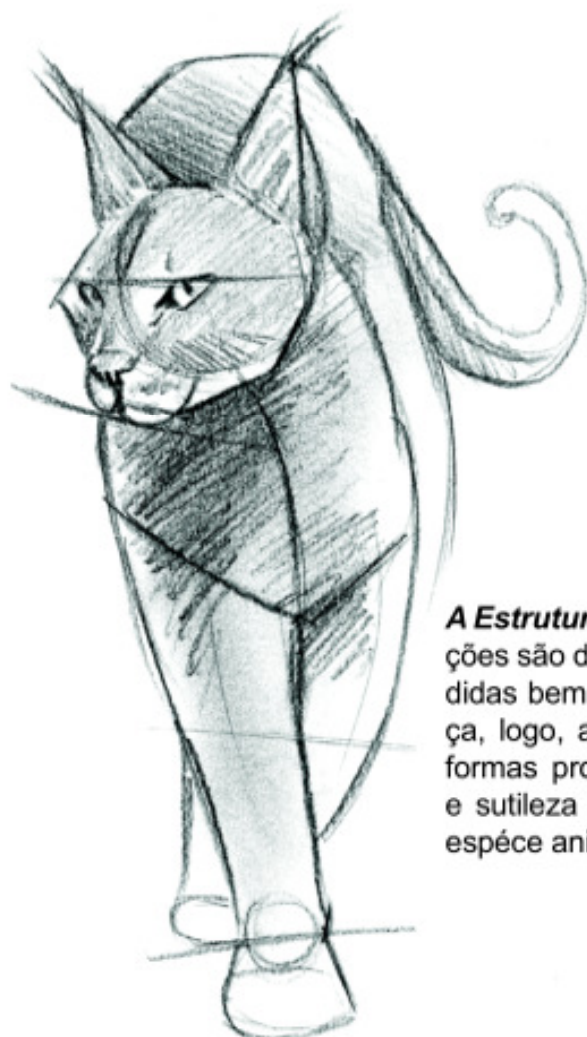 A Estrutur
ções são d
didas bem
ça, logo, a
formas pro
e sutileza
espéce ani